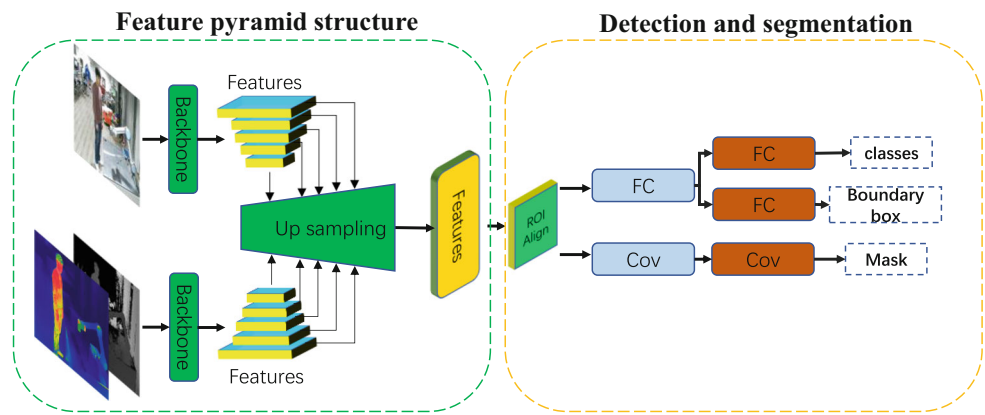 Feature pyramid structure
Detection and segmentation
Backbone
Features
Up sampling
Backbone
Features
Features
ROI
Align
FC
FC
classes
FC
Boundary
box
Cov
Cov
Mask